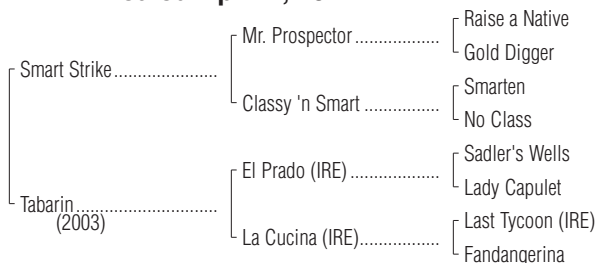 Raise a Native
Mr. Prospector ..................
Gold Digger
Smart Strike......................
Smarten
Classy 'n Smart ................
No Class
Sadler's Wells
El Prado (IRE) ...................
Lady Capulet
Tabarin..............................
(2003)
Last Tycoon (IRE)
La Cucina (IRE).................
Fandangerina